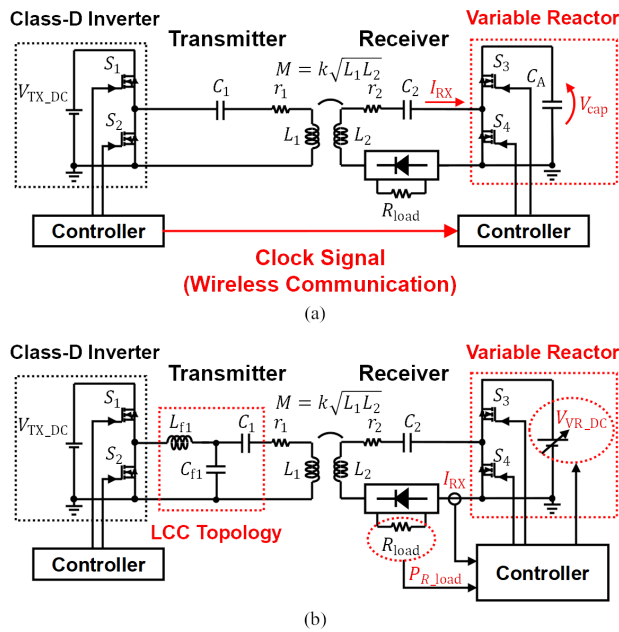 Class-D Inverter
Variable Reactor
Transmitter
Receiver
S₁
M = k√L₁L₂
S₃
V_TX_DC
C₁
r₁
r₂
C₂
I_RX
C_A
V_cap
S₂
L₁
L₂
S₄
R_load
Controller
Controller
Clock Signal
(Wireless Communication)
(a)
Class-D Inverter
Variable Reactor
Transmitter
Receiver
S₁
M = k√L₁L₂
S₃
V_TX_DC
L_f1
C₁
r₁
r₂
C₂
V_VR_DC
S₂
C_f1
L₁
L₂
S₄
I_RX
LCC Topology
R_load
Controller
P_R_load
Controller
(b)